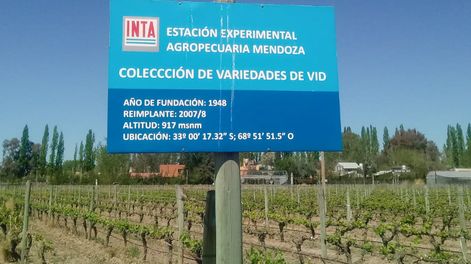 INTA
ESTACIÓN EXPERIMENTAL
AGROPECUARIA MENDOZA
COLECCCIÓN DE VARIEDADES DE VID
AÑO DE FUNDACIÓN: 1948
REIMPLANTE: 2007/8
ALTITUD: 917 msnm
UBICACIÓN: 33º 00' 17.32" S; 68º 51' 51.5" O